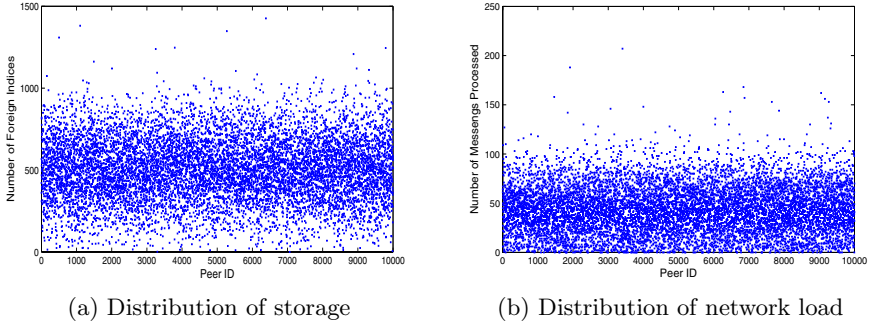 1500
1000
500
0
Number of Foreign Indices
0 1000 2000 3000 4000 5000 6000 7000 8000 9000 10000
Peer ID
(a) Distribution of storage
250
200
150
100
50
0
Number of Messengs Processed
0 1000 2000 3000 4000 5000 6000 7000 8000 9000 10000
Peer ID
(b) Distribution of network load